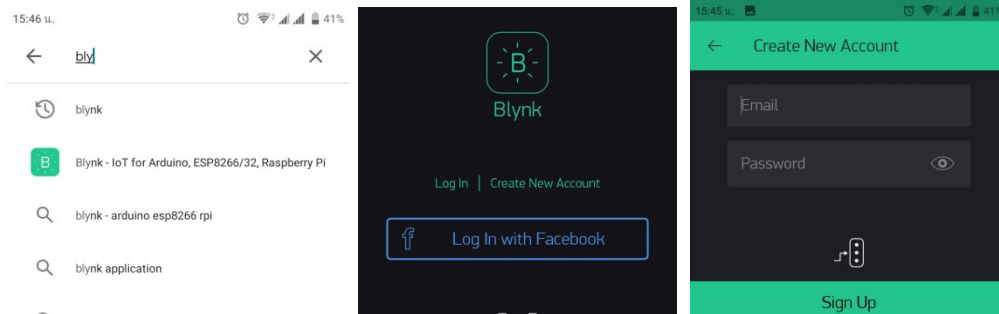 15:46 น.
41%
bly
blynk
Blynk - IoT for Arduino, ESP8266/32, Raspberry Pi
blynk - arduino esp8266 rpi
blynk application
B
Blynk
Log In | Create New Account
f Log In with Facebook
15:45 น.
41%
Create New Account
Email
Password
Sign Up